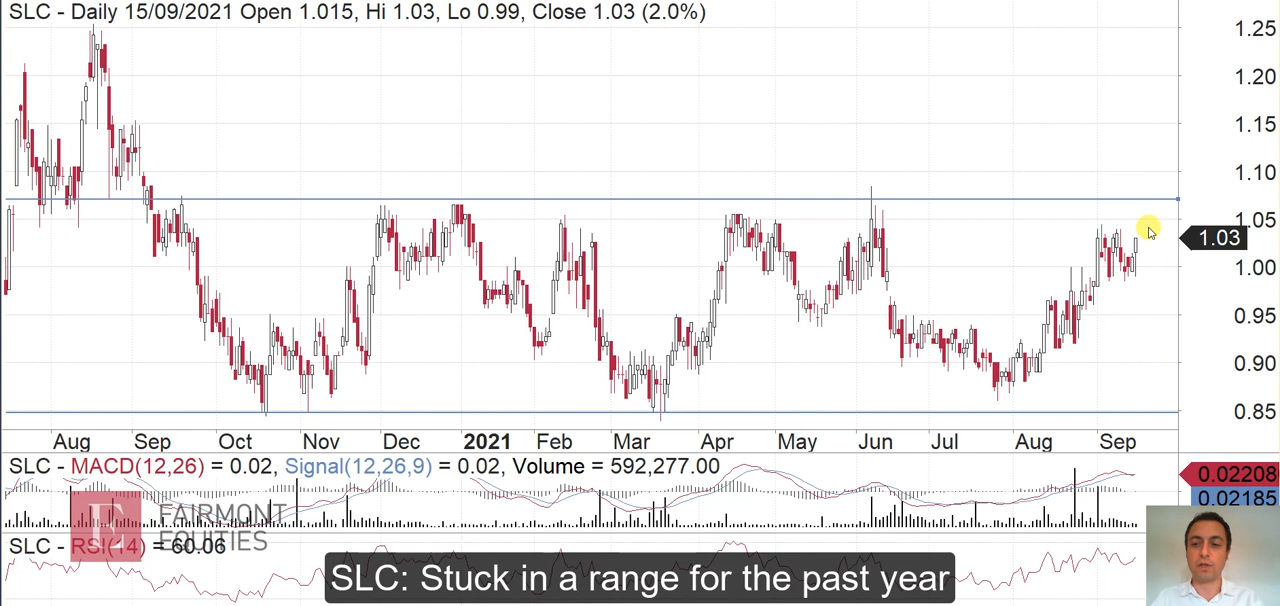 SLC - Daily 15/09/2021 Open 1.015, Hi 1.03, Lo 0.99, Close 1.03 (2.0%)
1.25
1.20
1.15
1.10
1.05
1.03
1.00
0.95
0.90
0.85
Aug Sep Oct Nov Dec 2021 Feb Mar Apr May Jun Jul Aug Sep
SLC - MACD(12,26) = 0.02, Signal(12,26,9) = 0.02, Volume = 592,277.00
0.02208
0.02185
E FAIRMONT
EQUITIES
SLC - RSI(14) = 60.06
SLC: Stuck in a range for the past year